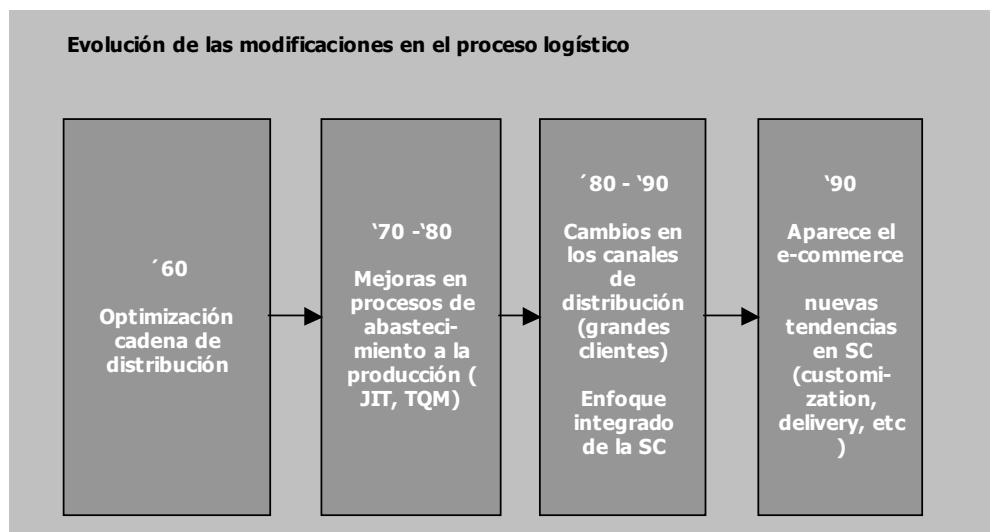 Evolución de las modificaciones en el proceso logístico
´60
Optimización
cadena de
distribución
‘70 -‘80
Mejoras en
procesos de
abasteci-
miento a la
producción (
JIT, TQM)
´80 - ‘90
Cambios en
los canales
de
distribución
(grandes
clientes)
Enfoque
integrado
de la SC
‘90
Aparece el
e-commerce
nuevas
tendencias
en SC
(customi-
zation,
delivery, etc
)